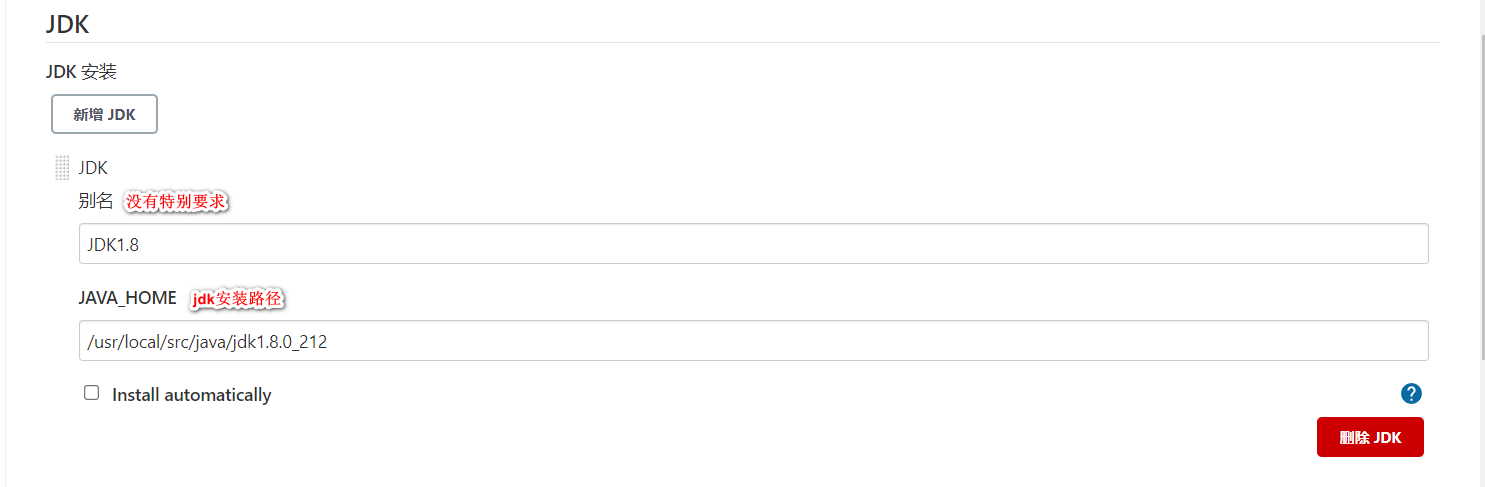 JDK
JDK 安装
新增 JDK
JDK
别名 没有特别要求
JDK1.8
JAVA_HOME jdk安装路径
/usr/local/src/java/jdk1.8.0_212
Install automatically ?
删除 JDK